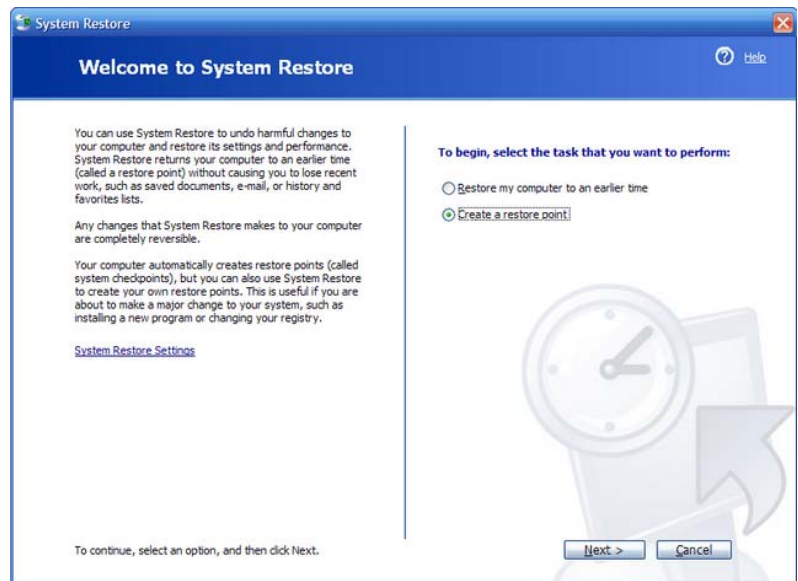 System Restore
Welcome to System Restore
Help
You can use System Restore to undo harmful changes to
your computer and restore its settings and performance.
System Restore returns your computer to an earlier time
(called a restore point) without causing you to lose recent
work, such as saved documents, e-mail, or history and
favorites lists.
Any changes that System Restore makes to your computer
are completely reversible.
Your computer automatically creates restore points (called
system checkpoints), but you can also use System Restore
to create your own restore points. This is useful if you are
about to make a major change to your system, such as
installing a new program or changing your registry.
System Restore Settings
To begin, select the task that you want to perform:
Restore my computer to an earlier time
Create a restore point
To continue, select an option, and then click Next.
Next >
Cancel